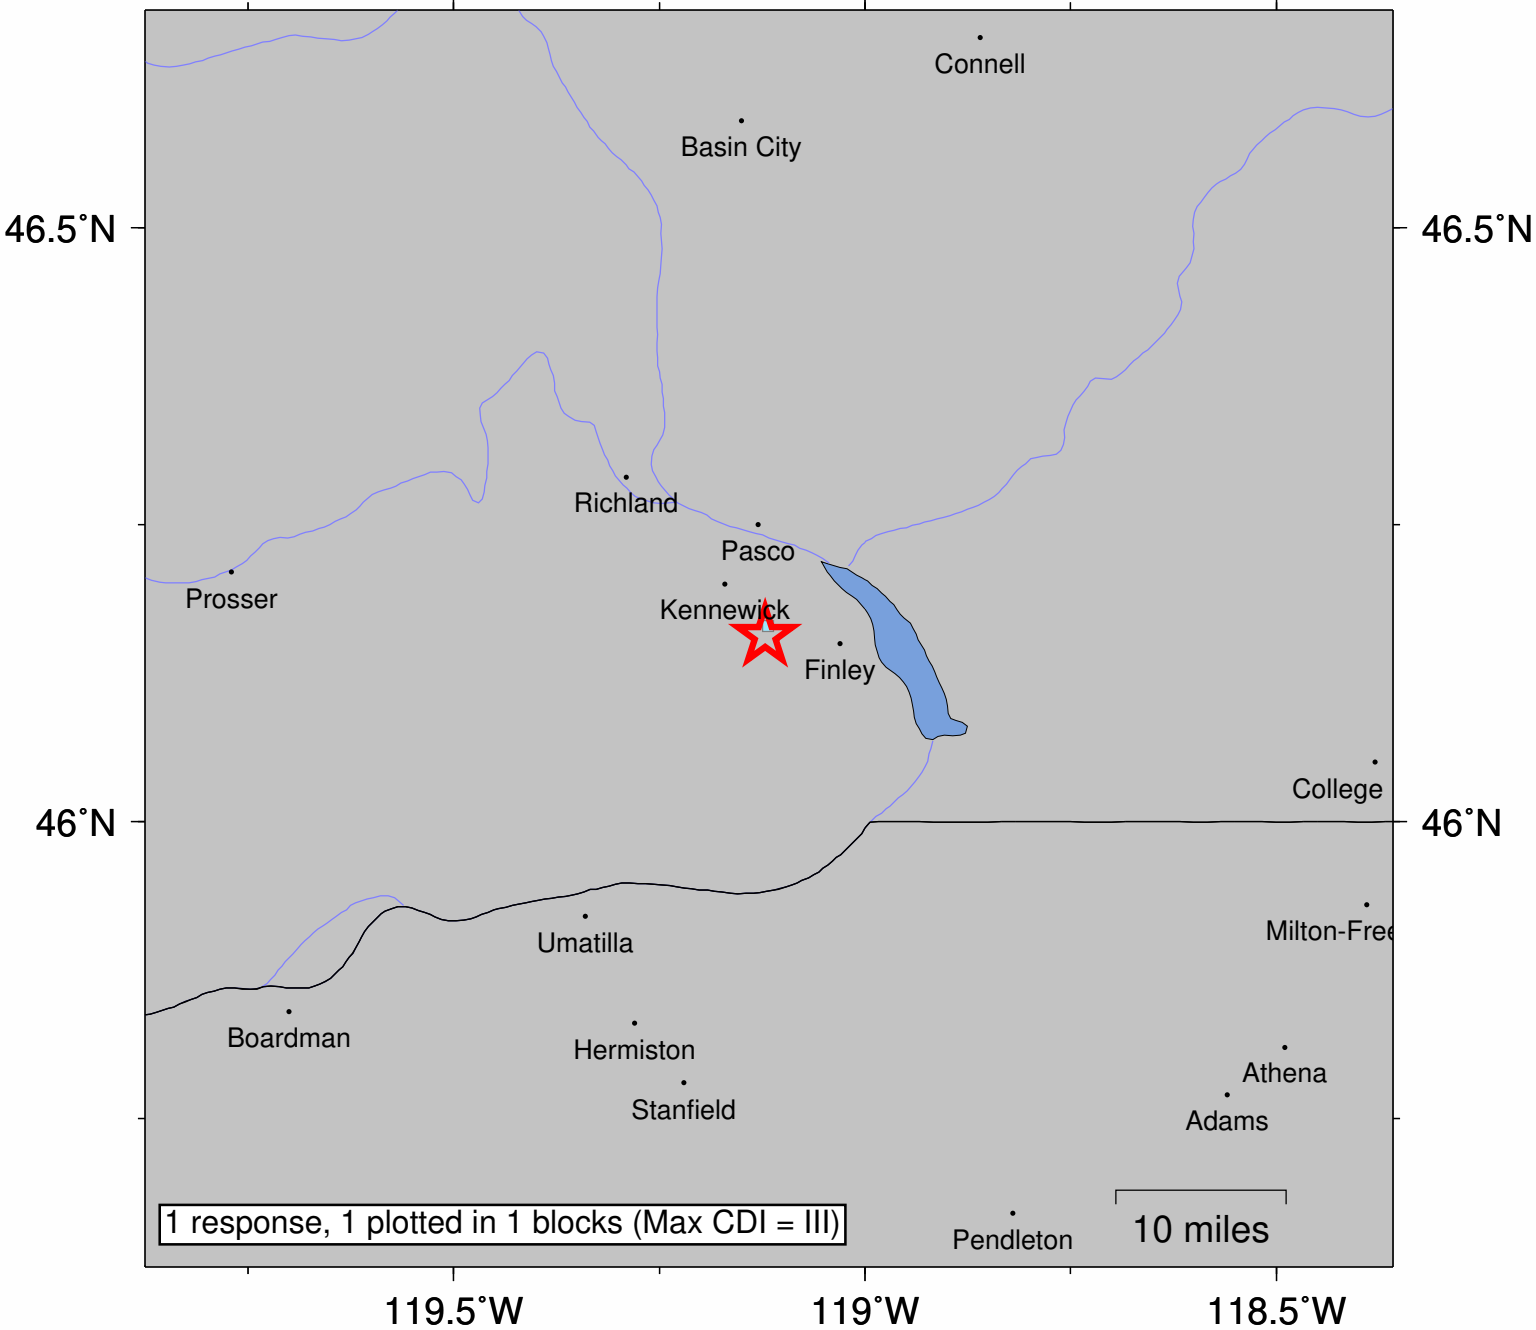 Connell
Basin City
46.5°N
46.5°N
Richland
Pasco
Prosser
Kennewick
Finley
College
46°N
46°N
Milton-Free
Umatilla
Boardman
Hermiston
Athena
Stanfield
Adams
1 response, 1 plotted in 1 blocks (Max CDI = III)
Pendleton
10 miles
119.5°W
119°W
118.5°W